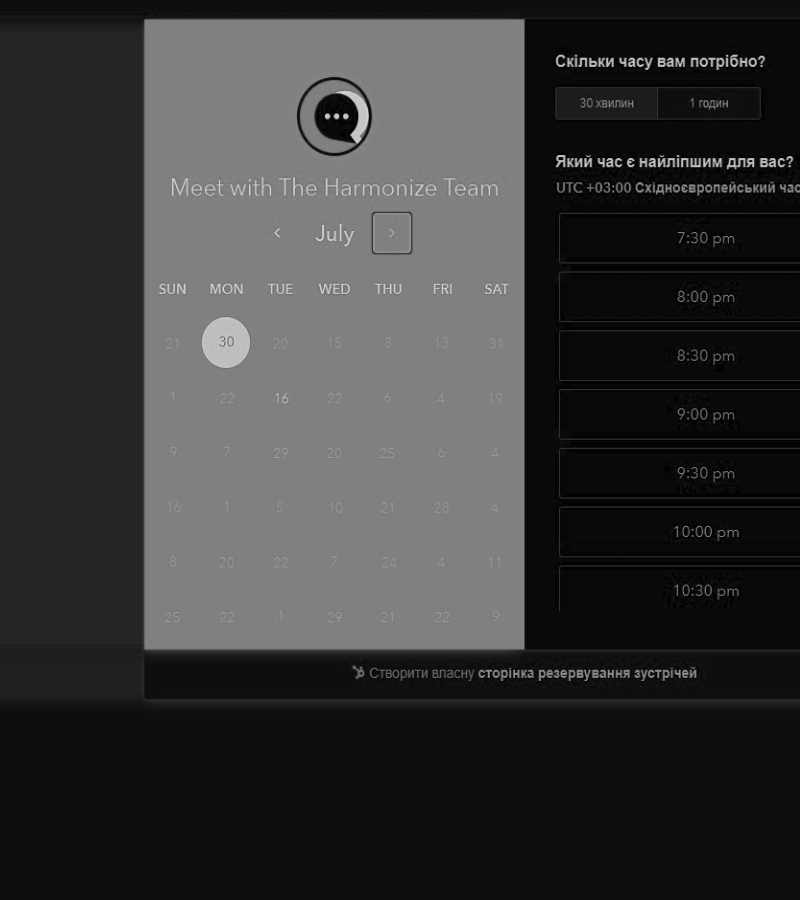 Meet with The Harmonize Team
July
SUN MON TUE WED THU FRI SAT
21 30 20 15 8 13 31
1 22 16 22 6 4 19
9 7 29 20 25 6 4
16 1 5 10 21 28 4
8 20 22 7 24 4 11
25 22 1 29 21 22 9
Скільки часу вам потрібно?
30 хвилин 1 годин
Який час є найліпшим для вас?
UTC +03:00 Східноєвропейський час
7:30 pm
8:00 pm
8:30 pm
9:00 pm
9:30 pm
10:00 pm
10:30 pm
Створити власну сторінка резервування зустрічей